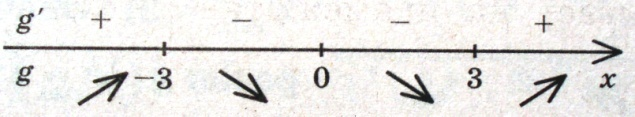 g′ + − − +
g −3 0 3 x